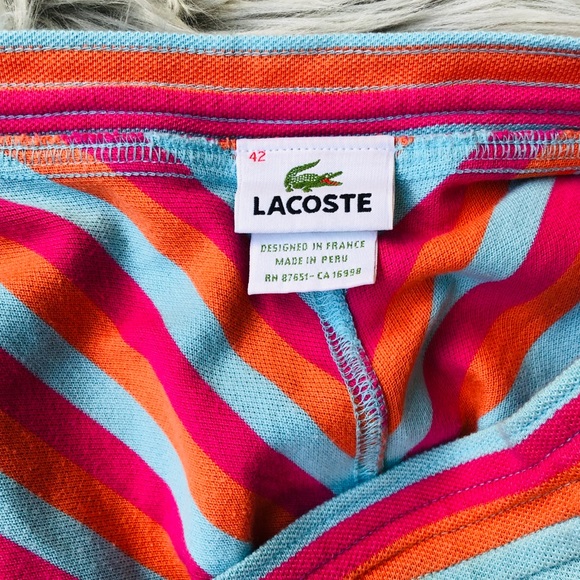 42
LACOSTE
DESIGNED IN FRANCE
MADE IN PERU
RN 87651-CA 16998